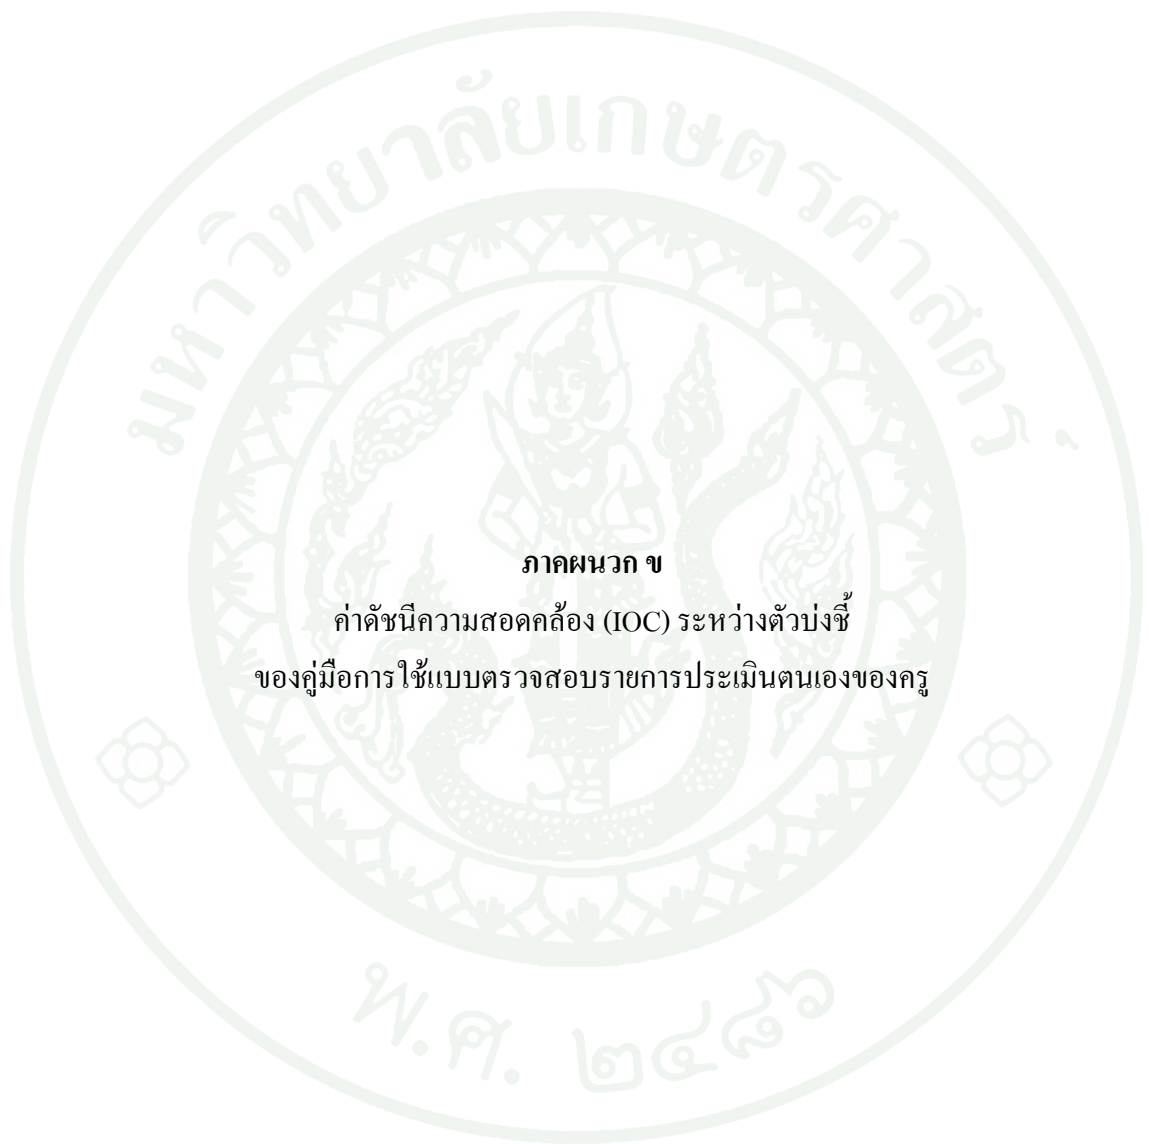 มหาวิทยาลัยเกษตรศาสตร์
ภาคผนวก ข
ค่าดัชนีความสอดคล้อง (IOC) ระหว่างตัวบ่งชี้
ของคู่มือการใช้แบบตรวจสอบรายการประเมินตนเองของครู
พ.ศ. ๒๔๘๖